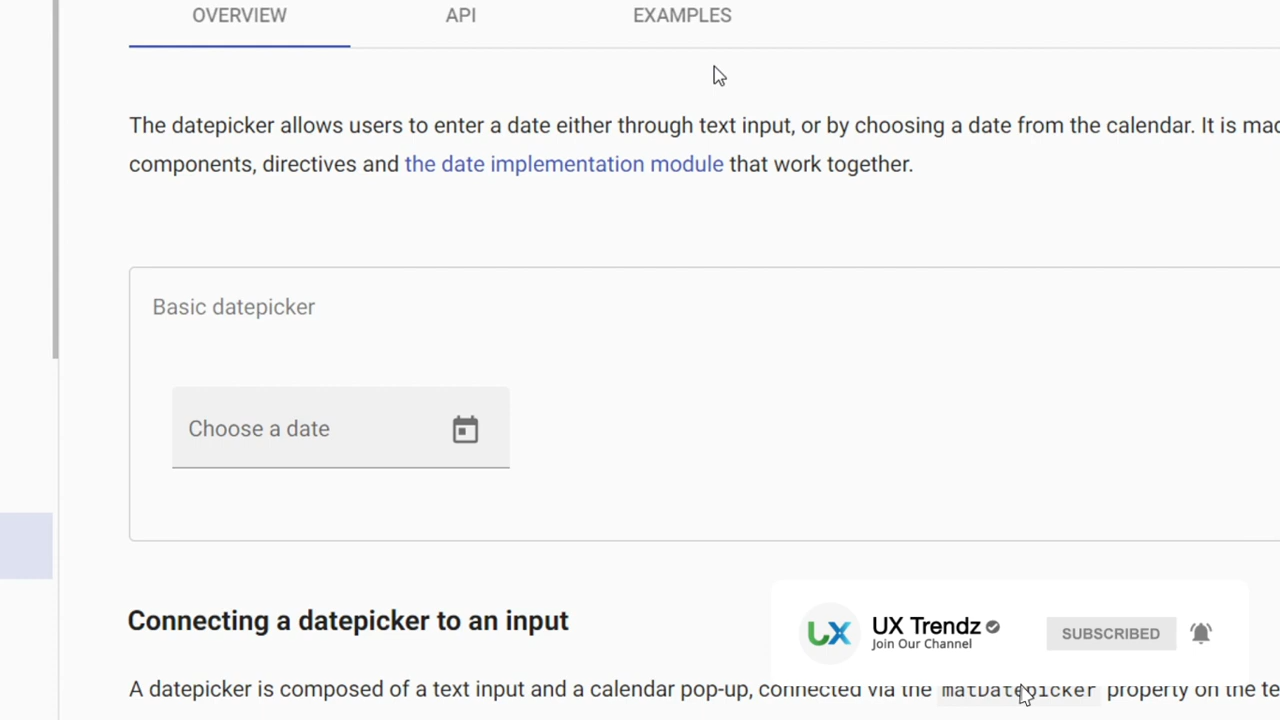 OVERVIEW API EXAMPLES
The datepicker allows users to enter a date either through text input, or by choosing a date from the calendar. It is
components, directives and the date implementation module that work together.
Basic datepicker
Choose a date
Connecting a datepicker to an input
UX UX Trendz
Join Our Channel
SUBSCRIBED
A datepicker is composed of a text input and a calendar pop-up, connected via the matDatepicker property on the